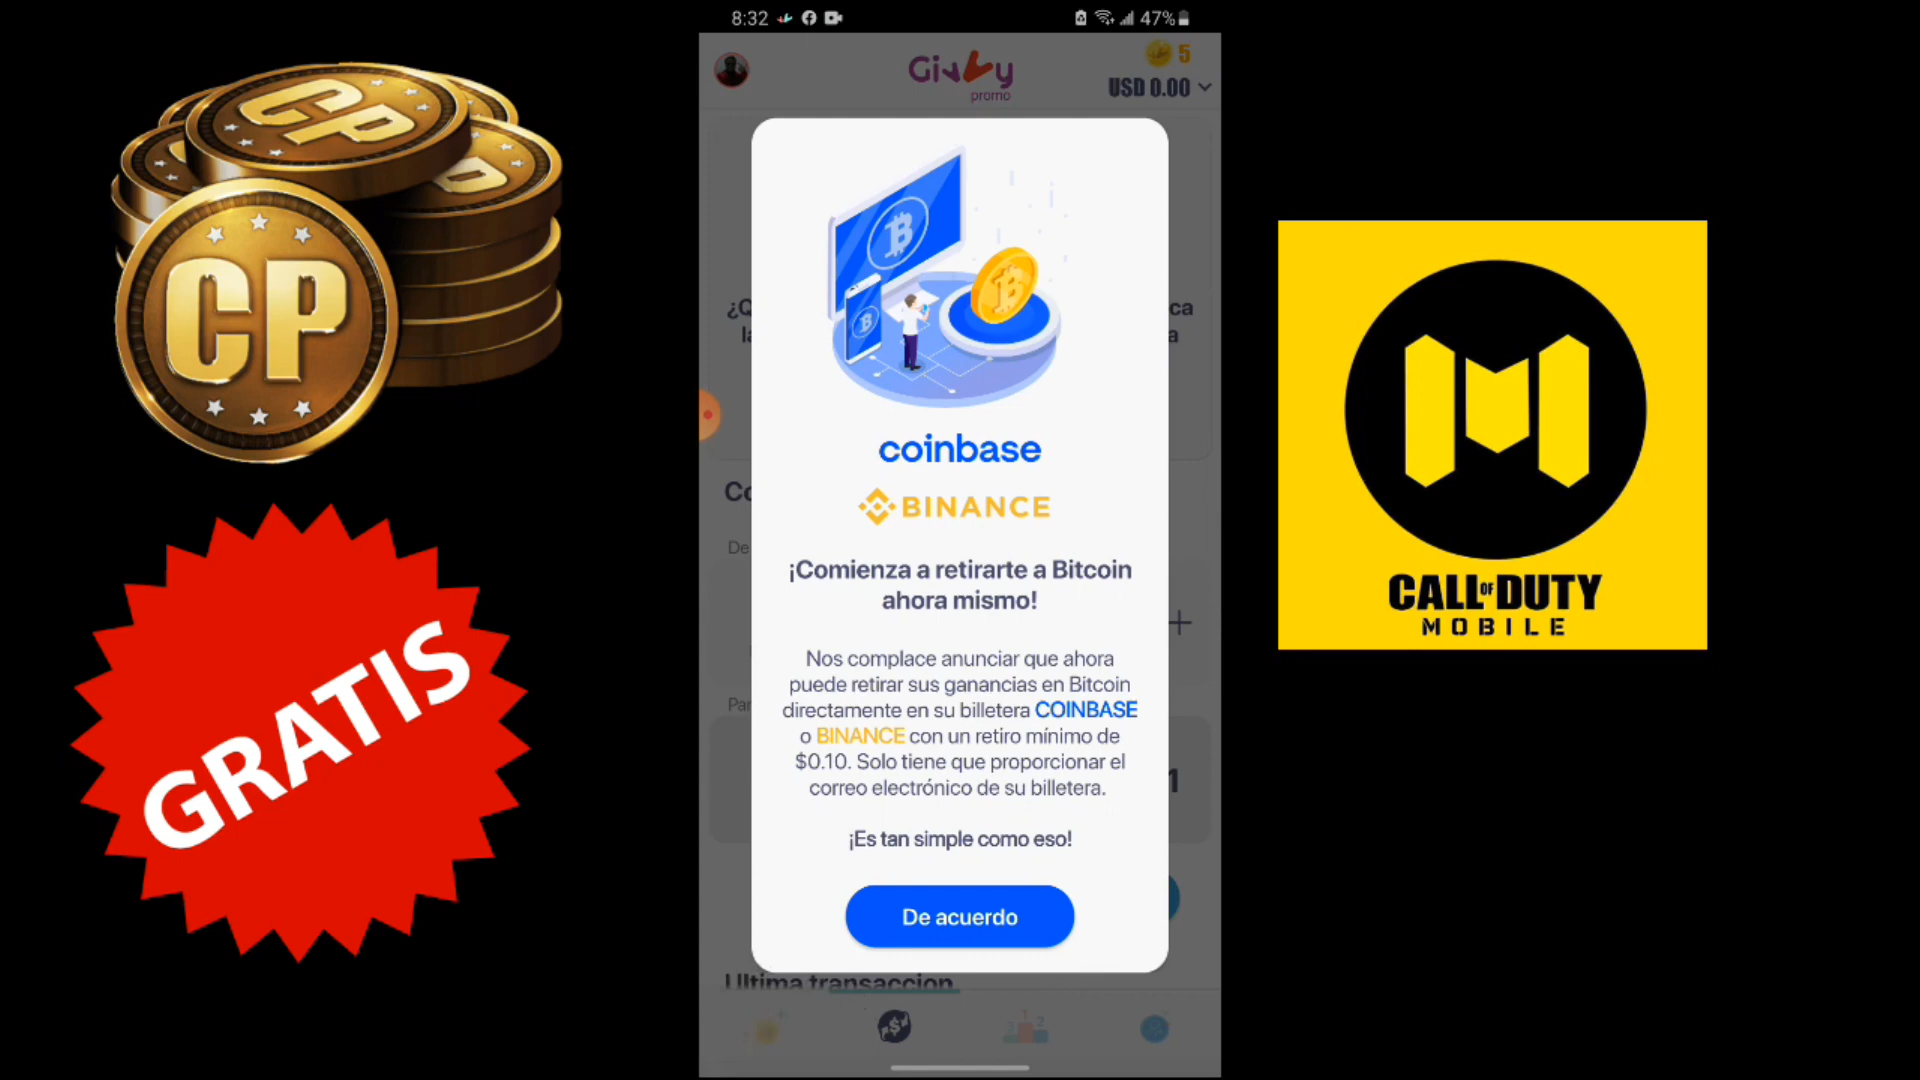 8:32
47%
Givvy
promo
5
USD 0.00
CP
CP
coinbase
BINANCE
¡Comienza a retirarte a Bitcoin
ahora mismo!
Nos complace anunciar que ahora
puede retirar sus ganancias en Bitcoin
directamente en su billetera COINBASE
o BINANCE con un retiro mínimo de
$0.10. Solo tiene que proporcionar el
correo electrónico de su billetera.
¡Es tan simple como eso!
De acuerdo
Ultima transaccion
GRATIS
CALL OF DUTY
MOBILE